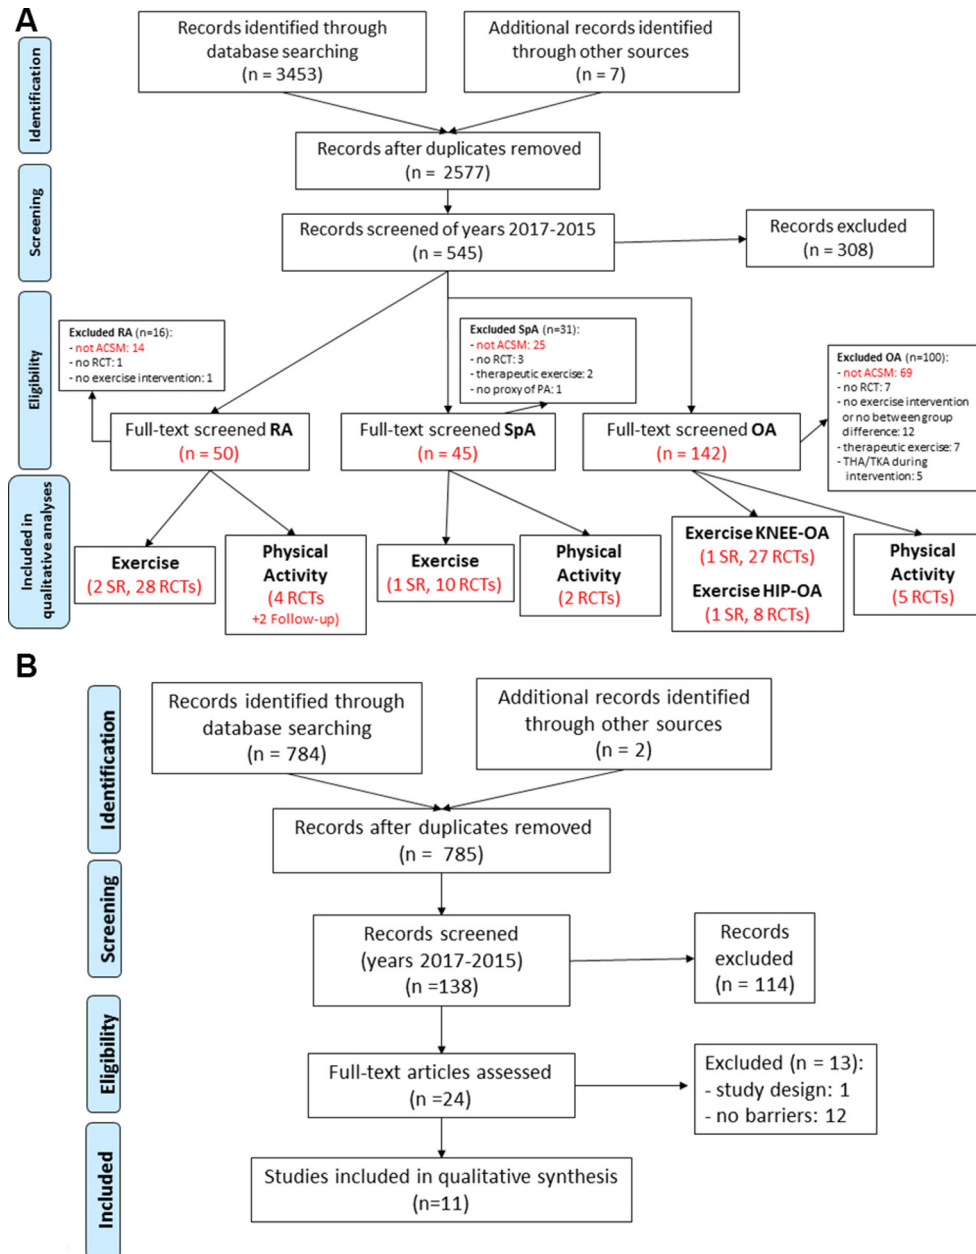 A
Identification
Records identified through
database searching
(n = 3453)
Additional records identified
through other sources
(n = 7)
Records after duplicates removed
(n = 2577)
Screening
Records screened of years 2017-2015
(n = 545)
Records excluded
(n = 308)
Eligibility
Excluded RA (n=16):
- not ACSM: 14
- no RCT: 1
- no exercise intervention: 1
Excluded SpA (n=31):
- not ACSM: 25
- no RCT: 3
- therapeutic exercise: 2
- no proxy of PA: 1
Excluded OA (n=100):
- not ACSM: 69
- no RCT: 7
- no exercise intervention
or no between group
difference: 12
- therapeutic exercise: 7
- THA/TKA during
intervention: 5
Full-text screened RA
(n = 50)
Full-text screened SpA
(n = 45)
Full-text screened OA
(n = 142)
Included in
qualitative analyses
Exercise
(2 SR, 28 RCTs)
Physical
Activity
(4 RCTs
+2 Follow-up)
Exercise
(1 SR, 10 RCTs)
Physical
Activity
(2 RCTs)
Exercise KNEE-OA
(1 SR, 27 RCTs)
Exercise HIP-OA
(1 SR, 8 RCTs)
Physical
Activity
(5 RCTs)
B
Identification
Records identified through
database searching
(n = 784)
Additional records identified
through other sources
(n = 2)
Records after duplicates removed
(n = 785)
Screening
Records screened
(years 2017-2015)
(n =138)
Records
excluded
(n = 114)
Eligibility
Full-text articles assessed
(n =24)
Excluded (n = 13):
- study design: 1
- no barriers: 12
Included
Studies included in qualitative synthesis
(n=11)